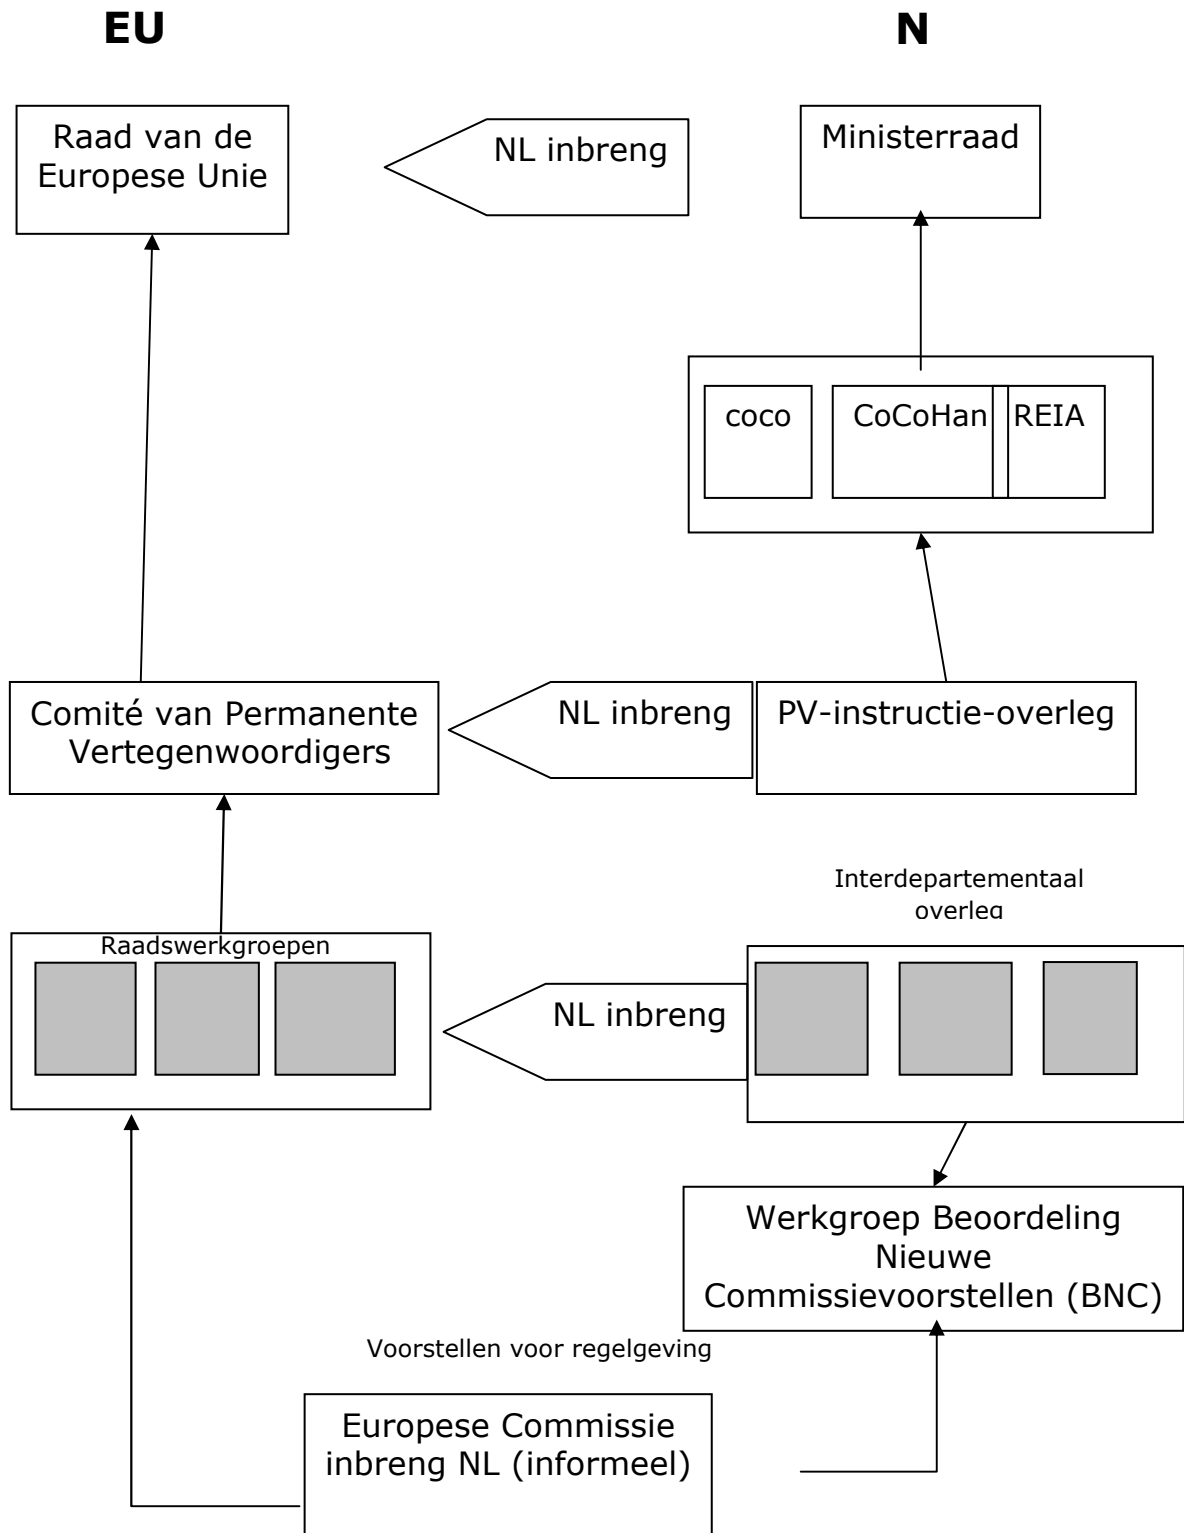 EU
N
Raad van de
Europese Unie
NL inbreng
Ministerraad
coco
CoCoHan
REIA
Comité van Permanente
Vertegenwoordigers
NL inbreng
PV-instructie-overleg
Interdepartementaal
overleg
Raadswerkgroepen
NL inbreng
Werkgroep Beoordeling
Nieuwe
Commissievoorstellen (BNC)
Voorstellen voor regelgeving
Europese Commissie
inbreng NL (informeel)